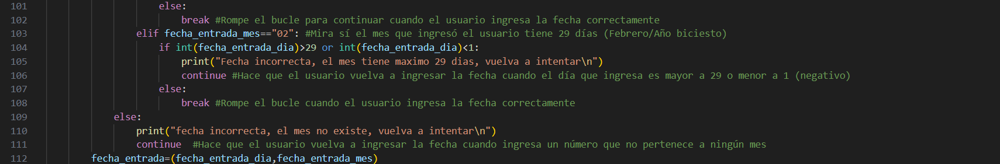 101 else:
102 break #Rompe el bucle para continuar cuando el usuario ingresa la fecha correctamente
103 elif fecha_entrada_mes=="02": #Mira sí el mes que ingresó el usuario tiene 29 días (Febrero/Año biciesto)
104 if int(fecha_entrada_dia)>29 or int(fecha_entrada_dia)<1:
105 print("Fecha incorrecta, el mes tiene maximo 29 dias, vuelva a intentar\n")
106 continue #Hace que el usuario vuelva a ingresar la fecha cuando el día que ingresa es mayor a 29 o menor a 1 (negativo)
107 else:
108 break #Rompe el bucle cuando el usuario ingresa la fecha correctamente
109 else:
110 print("fecha incorrecta, el mes no existe, vuelva a intentar\n")
111 continue  #Hace que el usuario vuelva a ingresar la fecha cuando ingresa un número que no pertenece a ningún mes
112 fecha_entrada=(fecha_entrada_dia,fecha_entrada_mes)